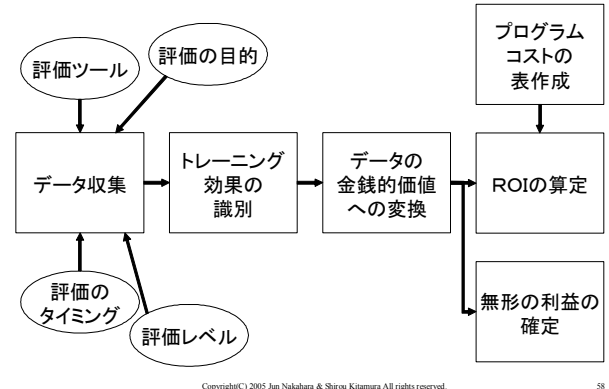 プログラム
コストの
表作成
評価ツール
評価の目的
データ収集
トレーニング
効果の
識別
データの
金銭的価値
への変換
ROIの算定
評価の
タイミング
評価レベル
無形の利益の
確定
Copyright(C) 2005 Jun Nakahara & Shirou Kitamura All rights reserved.
58